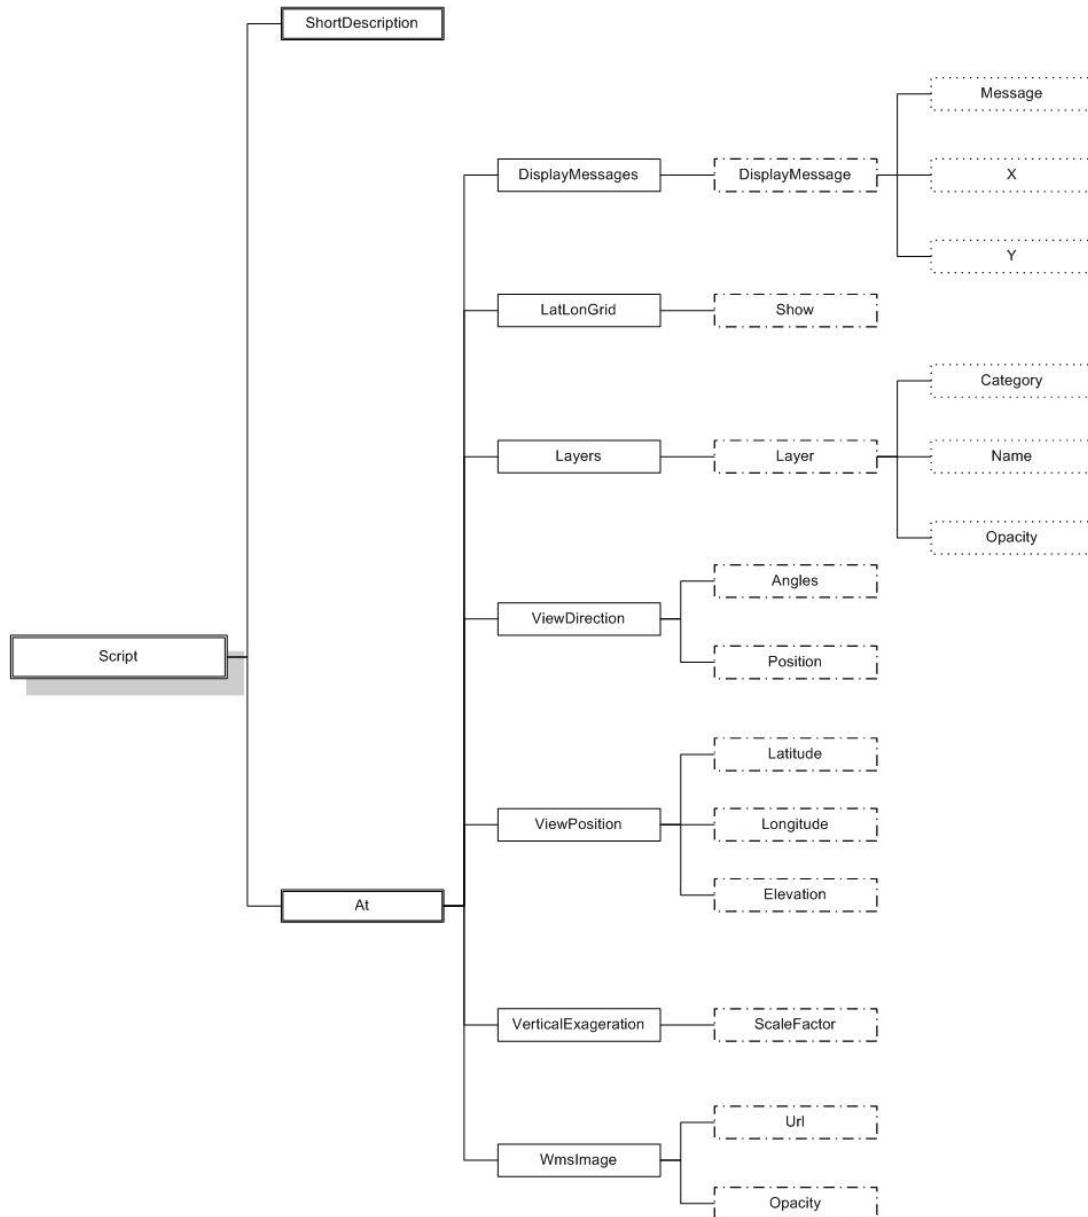 ShortDescription
Message
DisplayMessages
DisplayMessage
X
Y
LatLonGrid
Show
Category
Layers
Layer
Name
Opacity
Angles
ViewDirection
Script
Position
Latitude
ViewPosition
Longitude
Elevation
At
VerticalExageration
ScaleFactor
Url
WmsImage
Opacity